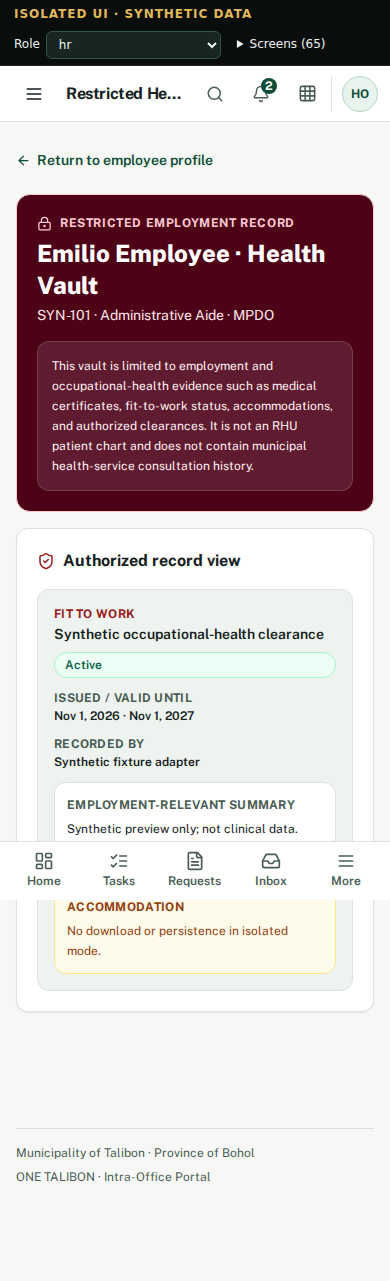 ISOLATED UI · SYNTHETIC DATA
Role hr ▶ Screens (65)
Restricted He... 2 HO
← Return to employee profile
RESTRICTED EMPLOYMENT RECORD
Emilio Employee · Health
Vault
SYN-101 · Administrative Aide · MPDO
This vault is limited to employment and
occupational-health evidence such as medical
certificates, fit-to-work status, accommodations,
and authorized clearances. It is not an RHU
patient chart and does not contain municipal
health-service consultation history.
Authorized record view
FIT TO WORK
Synthetic occupational-health clearance
Active
ISSUED / VALID UNTIL
Nov 1, 2026 · Nov 1, 2027
RECORDED BY
Synthetic fixture adapter
EMPLOYMENT-RELEVANT SUMMARY
Synthetic preview only; not clinical data.
Home Tasks Requests Inbox More
ACCOMMODATION
No download or persistence in isolated
mode.
Municipality of Talibon · Province of Bohol
ONE TALIBON · Intra-Office Portal